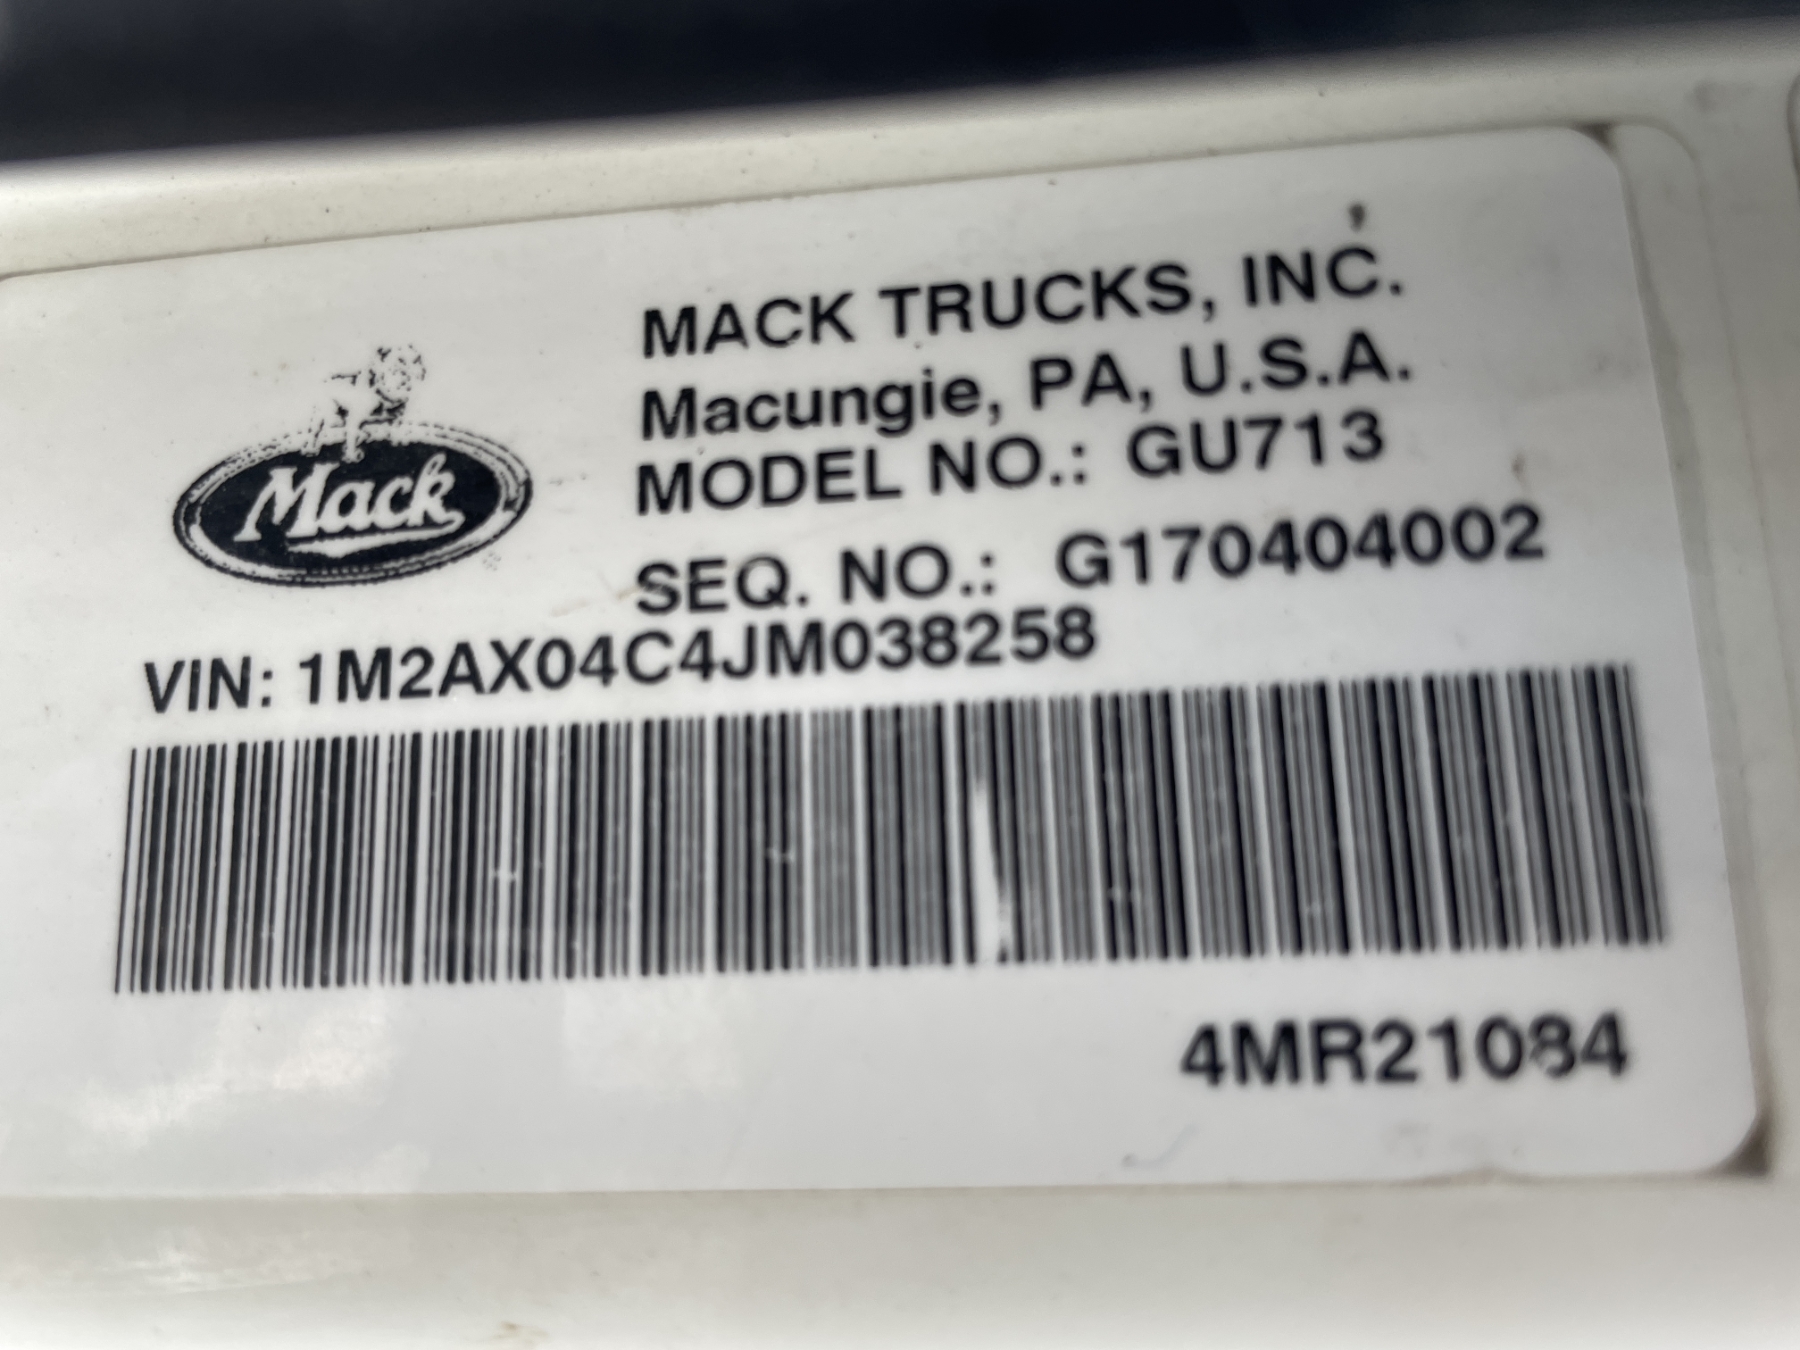 MACK TRUCKS, INC.
Macungie, PA, U.S.A.
MODEL NO.: GU713
Mack
SEQ. NO.: G170404002
VIN: 1M2AX04C4JM038258
4MR21084